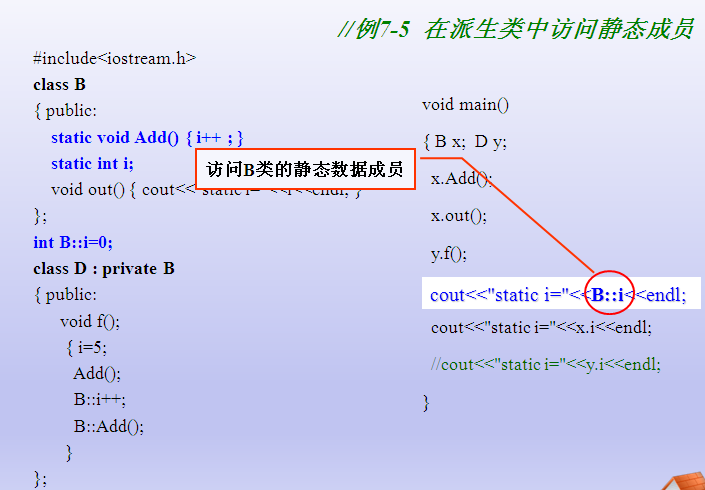 //例7-5 在派生类中访问静态成员
#include<iostream.h>
class B
{ public:
static void Add() { i++ ; }
static int i;
void out() { cout<<"static i="<<i<<endl; }
};
int B::i=0;
class D : private B
{ public:
void f();
{ i=5;
Add();
B::i++;
B::Add();
}
};
访问B类的静态数据成员
void main()
{ B x; D y;
x.Add();
x.out();
y.f();
cout<<"static i="<<B::i<<endl;
cout<<"static i="<<x.i<<endl;
//cout<<"static i="<<y.i<<endl;
}